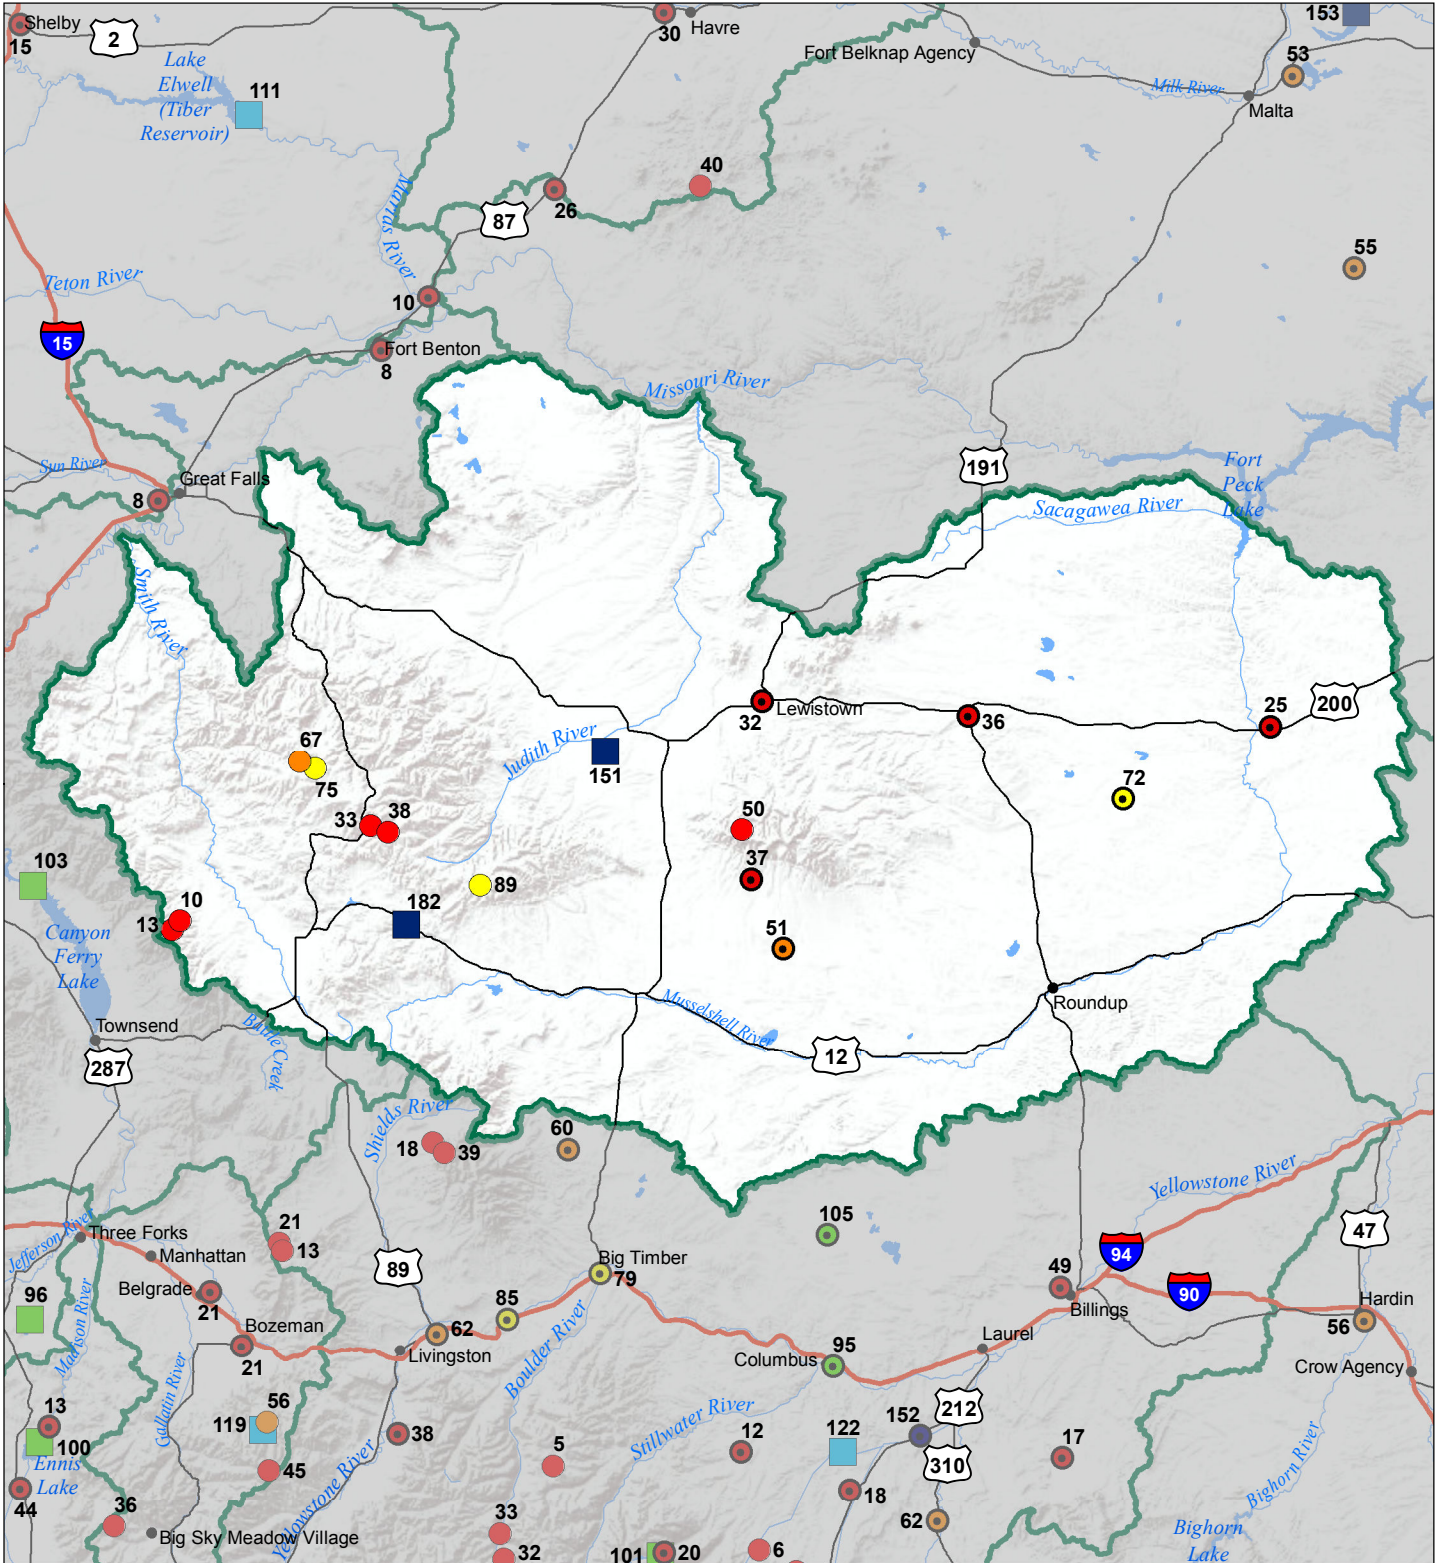 Shelby
15
2
30
Havre
153
Fort Belknap Agency
53
Lake
Elwell
(Tiber
Reservoir)
111
Milk River
Malta
40
26
87
Marias River
55
Teton River
10
15
Fort Benton
8
Missouri River
Sun River
Great Falls
8
191
Fort
Peck
Lake
Sacagawea River
Smith River
32
Lewistown
36
25
200
67
75
Judith River
151
72
33
38
50
37
103
89
10
13
182
51
Canyon
Ferry
Lake
Townsend
287
Battle Creek
Musselshell River
Roundup
12
Shields River
18
39
60
Yellowstone River
Jefferson River
Three Forks
21
13
Manhattan
105
47
94
96
Belgrade
21
89
Big Timber
79
49
Billings
90
Hardin
56
Madison River
Bozeman
21
85
62
Livingston
Boulder River
Laurel
Columbus
95
Crow Agency
Gallatin River
13
100
Ennis
Lake
56
119
38
Stillwater River
12
122
152
212
17
44
45
5
310
Bighorn River
36
Big Sky Meadow Village
Yellowstone River
33
32
18
62
101
20
6
Bighorn
Lake